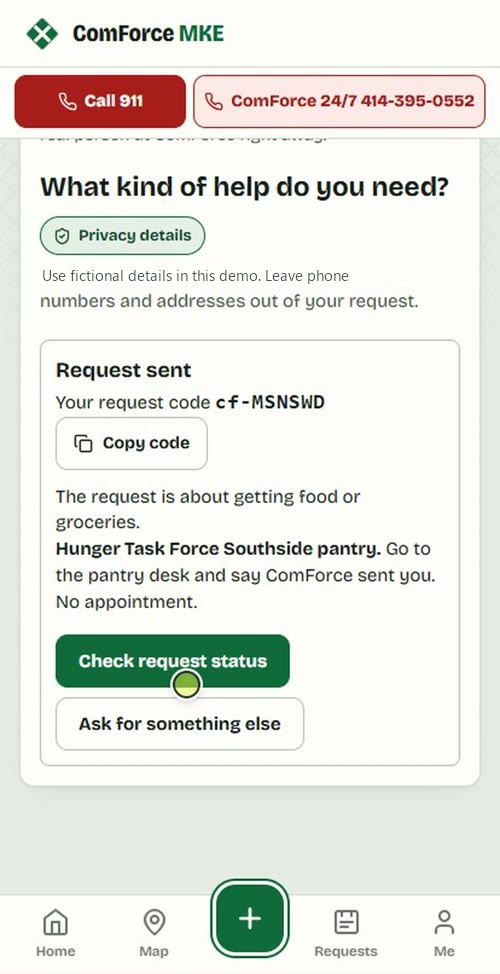 ComForce MKE
Call 911
ComForce 24/7 414-395-0552
What kind of help do you need?
Privacy details
Use fictional details in this demo. Leave phone
numbers and addresses out of your request.
Request sent
Your request code cf-MSNSWD
Copy code
The request is about getting food or
groceries.
Hunger Task Force Southside pantry. Go to
the pantry desk and say ComForce sent you.
No appointment.
Check request status
Ask for something else
Home
Map
Requests
Me